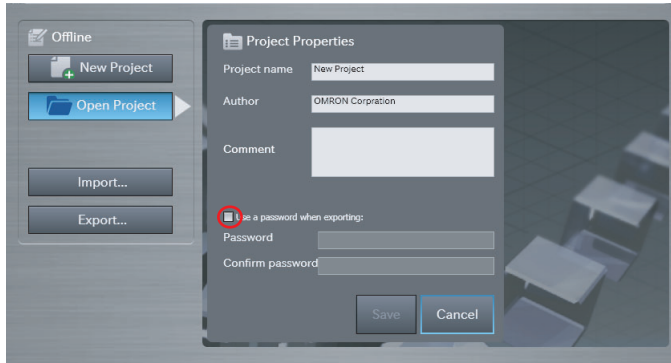 Offline
New Project
Open Project
Import...
Export...
Project Properties
Project name New Project
Author OMRON Corpration
Comment
Use a password when exporting:
Password
Confirm password
Save Cancel